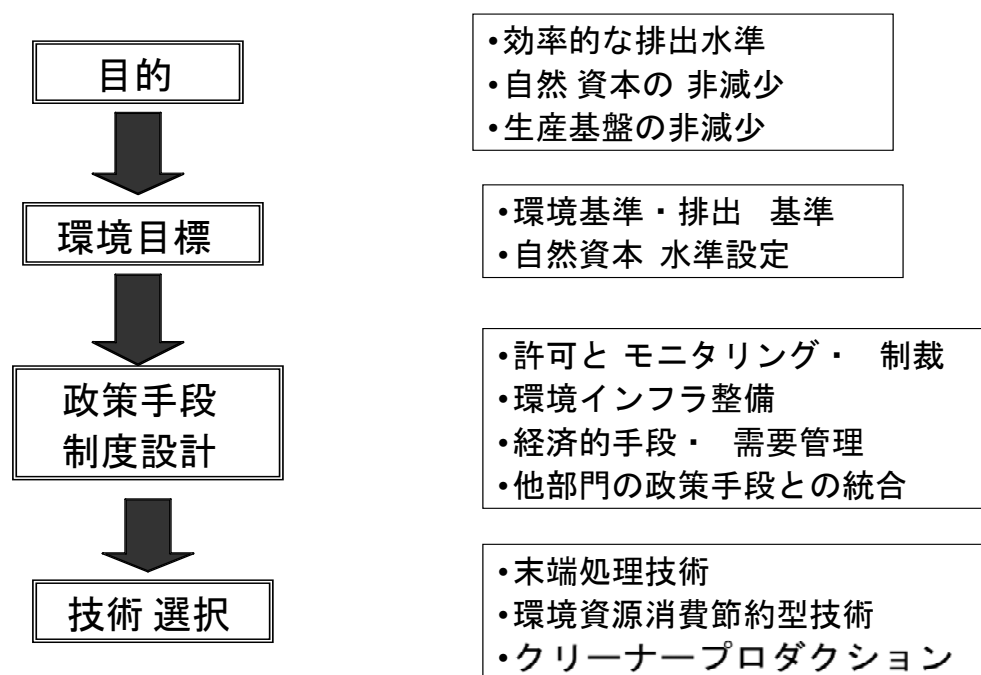 目的
•効率的な排出水準
•自然 資本の 非減少
•生産基盤の非減少
環境目標
•環境基準・排出 基準
•自然資本 水準設定
政策手段
制度設計
•許可と モニタリング・ 制裁
•環境インフラ整備
•経済的手段・ 需要管理
•他部門の政策手段との統合
技術 選択
•末端処理技術
•環境資源消費節約型技術
•クリーナープロダクション